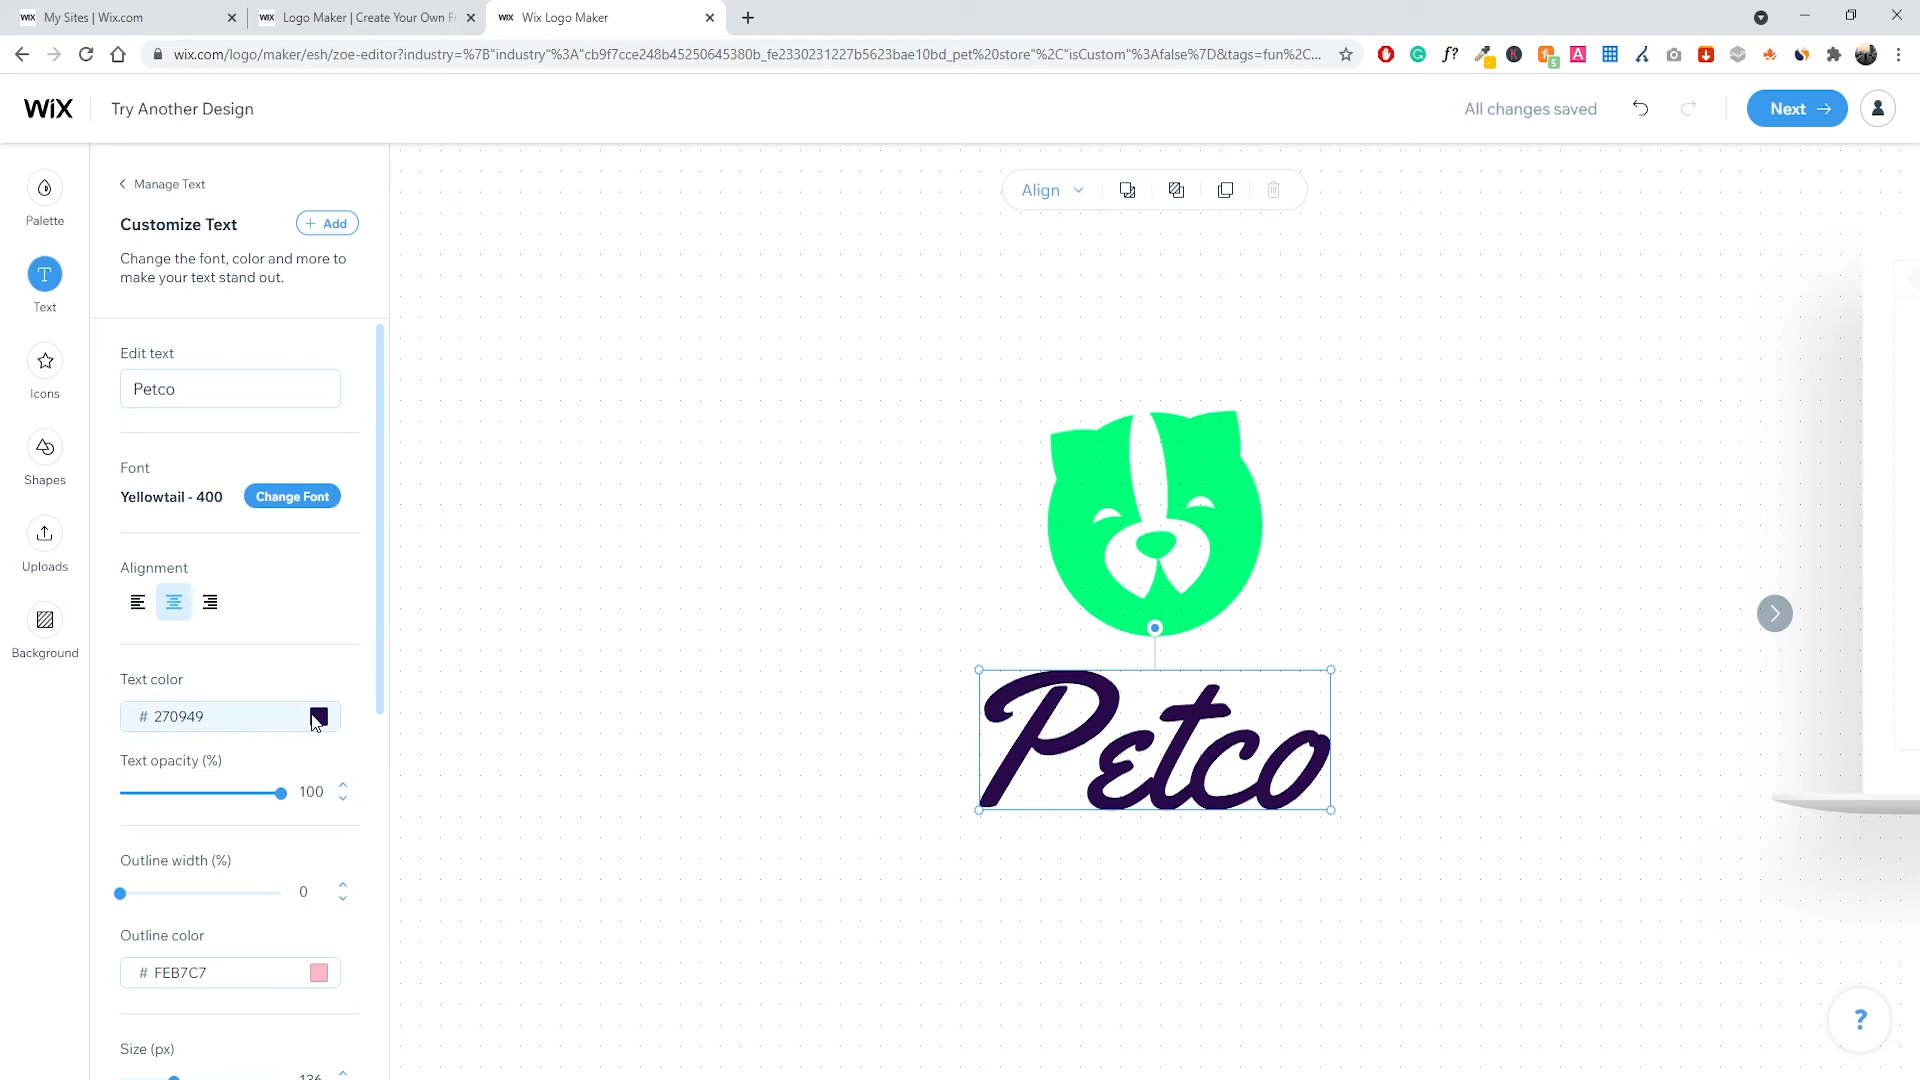 WiX My Sites | Wix.com
WiX Logo Maker | Create Your Own F
WiX Wix Logo Maker
wix.com/logo/maker/esh/zoe-editor?industry=%7B"industry"%3A"cb9f7cce248b45250645380b_fe2330231227b5623bae10bd_pet%20store"%2C"isCustom"%3Afalse%7D&tags=fun%2C...
WiX
Try Another Design
All changes saved
Next
Palette
Text
Icons
Shapes
Uploads
Background
Manage Text
Customize Text
+ Add
Change the font, color and more to
make your text stand out.
Edit text
Petco
Font
Yellowtail - 400
Change Font
Alignment
Text color
# 270949
Text opacity (%)
100
Outline width (%)
0
Outline color
# FEB7C7
Size (px)
136
Align
Petco
?